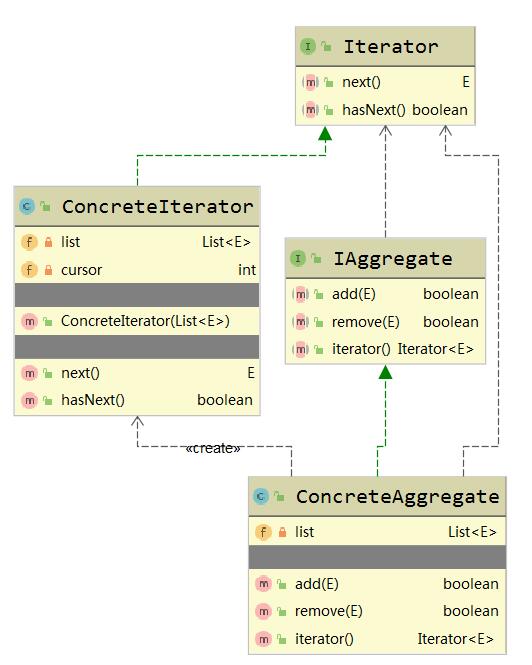 I Iterator
m next() E
m hasNext() boolean
C ConcreteIterator
f list List<E>
f cursor int
m ConcreteIterator(List<E>)
m next() E
m hasNext() boolean
I IAggregate
m add(E) boolean
m remove(E) boolean
m iterator() Iterator<E>
«create»
C ConcreteAggregate
f list List<E>
m add(E) boolean
m remove(E) boolean
m iterator() Iterator<E>